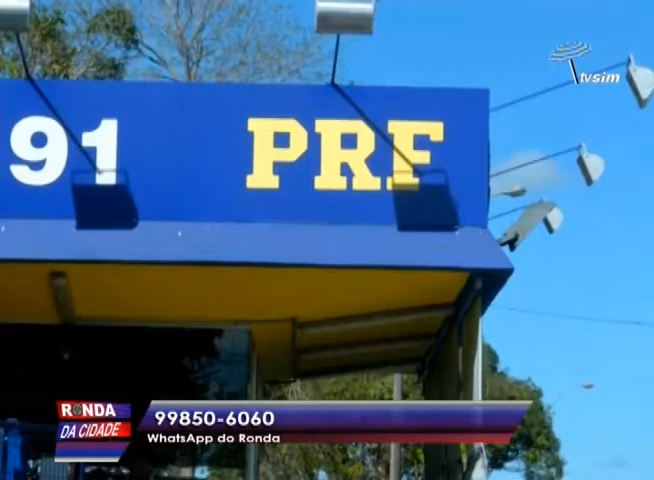 tvsim
91 PRF
RONDA
DA CIDADE
99850-6060
WhatsApp do Ronda